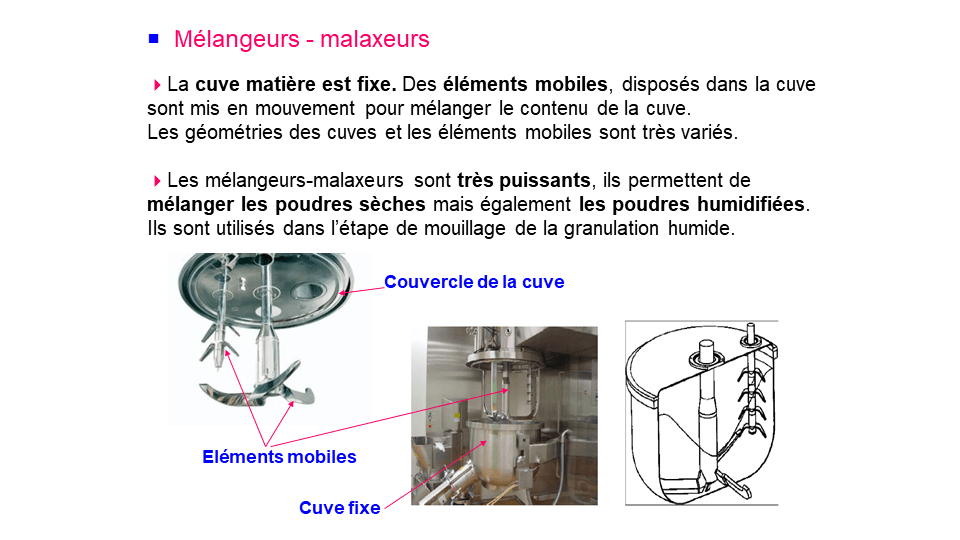 Mélangeurs - malaxeurs
La cuve matière est fixe. Des éléments mobiles, disposés dans la cuve
sont mis en mouvement pour mélanger le contenu de la cuve.
Les géométries des cuves et les éléments mobiles sont très variés.
Les mélangeurs-malaxeurs sont très puissants, ils permettent de
mélanger les poudres sèches mais également les poudres humidifiées.
Ils sont utilisés dans l’étape de mouillage de la granulation humide.
Couvercle de la cuve
Eléments mobiles
Cuve fixe